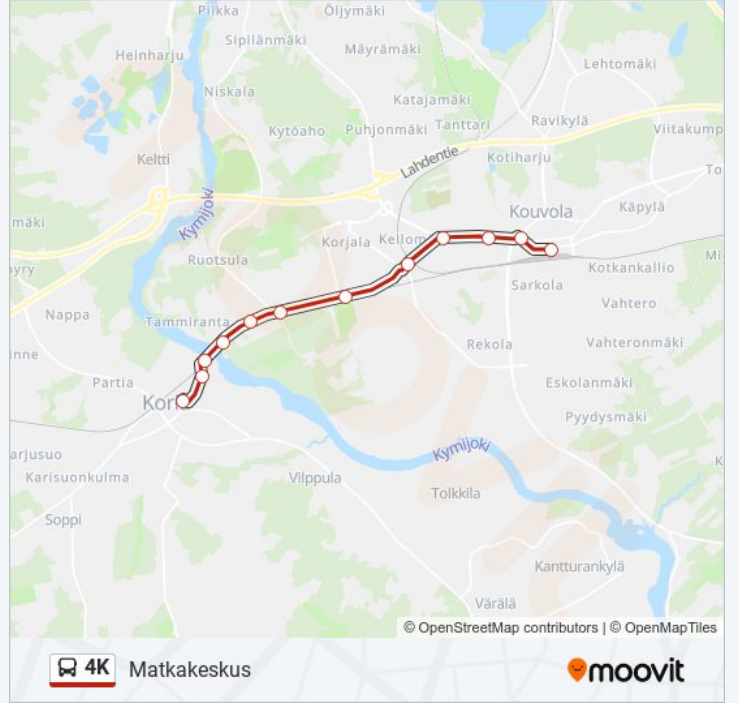 Pilkka
Öljymäki
Sipilänmäki
Heinharju
Mäyrämäki
Lehtomäki
Niskala
Katajamäki
Kytöaho
Puhjonmäki
Tanttari
Ravikylä
Viitakump
Keltti
Lahdentie
Kotiharju
To
Kymijoki
Kouvola
Käpylä
mäki
Korjala
Kellom
Ruotsula
Mi
Kotkankallio
Sarkola
Vahtero
Nappa
Tammiranta
Rekola
Vahteronmäki
inne
Partia
Eskolanmäki
Kori
Pyydysmäki
arjusuo
Kymijoki
K
Karisuonkulma
Vilppula
Tolkkila
Soppi
Kantturankylä
Värälä
© OpenStreetMap contributors | © OpenMapTiles
4K Matkakeskus
moovit